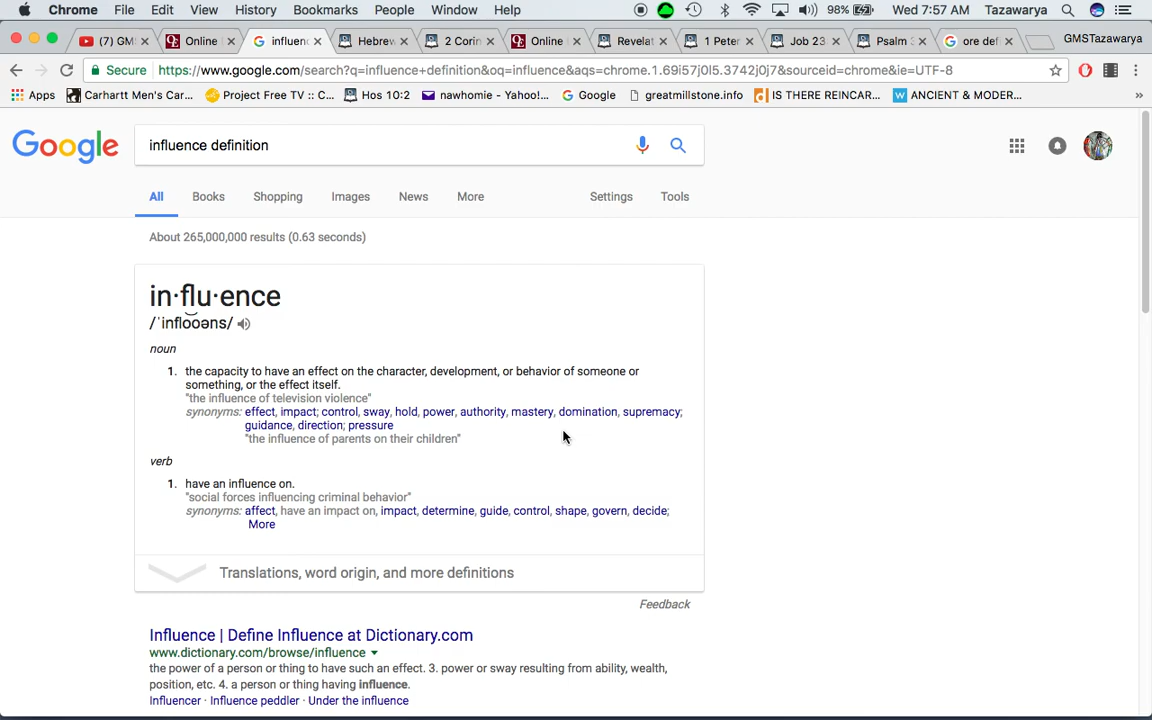 Chrome File Edit View History Bookmarks People Window Help 98% Wed 7:57 AM Tazawarya
(7) GM Online influenc Hebrew 2 Corin Online Revelat 1 Peter Job 23 Psalm 3 ore def GMSTazawarya
Secure https://www.google.com/search?q=influence+definition&oq=influence&aqs=chrome.1.69i57j0l5.3742j0j7&sourceid=chrome&ie=UTF-8
Apps Carhartt Men's Car... Project Free TV :: C... Hos 10:2 nawhomie - Yahoo!... Google greatmillstone.info IS THERE REINCAR... ANCIENT & MODER... »
Google influence definition
All Books Shopping Images News More Settings Tools
About 265,000,000 results (0.63 seconds)
in·flu·ence
/ˈinflo͝oəns/
noun
1. the capacity to have an effect on the character, development, or behavior of someone or
something, or the effect itself.
"the influence of television violence"
synonyms: effect, impact; control, sway, hold, power, authority, mastery, domination, supremacy;
guidance, direction; pressure
"the influence of parents on their children"
verb
1. have an influence on.
"social forces influencing criminal behavior"
synonyms: affect, have an impact on, impact, determine, guide, control, shape, govern, decide;
More
Translations, word origin, and more definitions
Feedback
Influence | Define Influence at Dictionary.com
www.dictionary.com/browse/influence
the power of a person or thing to have such an effect. 3. power or sway resulting from ability, wealth,
position, etc. 4. a person or thing having influence.
Influencer · Influence peddler · Under the influence